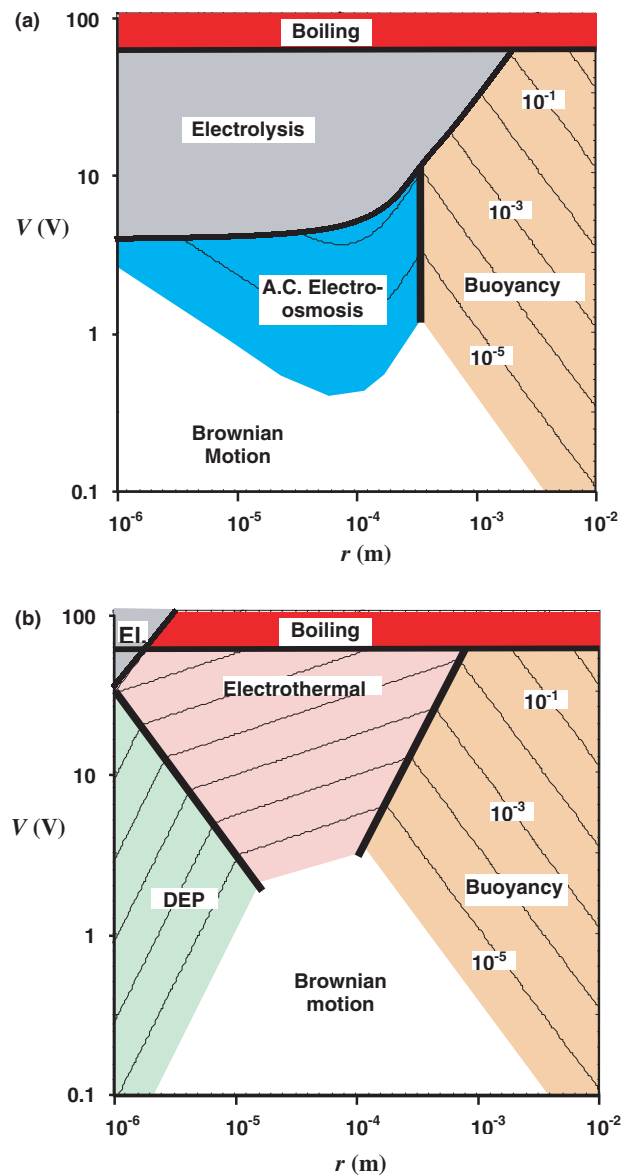 (a)
100
Boiling
10⁻¹
Electrolysis
10
10⁻³
V (V)
A.C. Electro-
osmosis
Buoyancy
1
10⁻⁵
Brownian
Motion
0.1
10⁻⁶ 10⁻⁵ 10⁻⁴ 10⁻³ 10⁻²
r (m)
(b)
100
El.
Boiling
Electrothermal
10⁻¹
10
10⁻³
V (V)
DEP
Buoyancy
1
10⁻⁵
Brownian
motion
0.1
10⁻⁶ 10⁻⁵ 10⁻⁴ 10⁻³ 10⁻²
r (m)